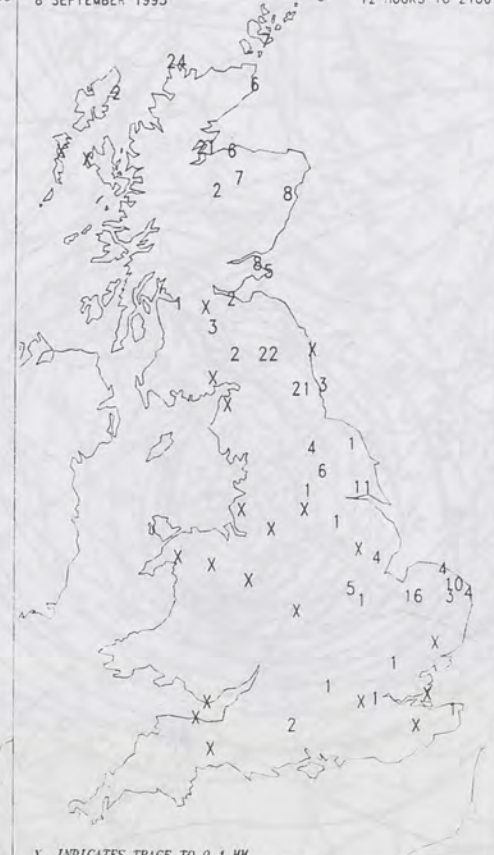 8 SEPTEMBER 1995 12 HOURS TO 2100
24
6
2
21 6
X
7
2 8
8
5
2
1 X
3
2 22 X
X 21 3
X
4 1
6
1 11
X X 1
X
X X 4
X 4
X 5 1 16 10
3 4
X
X
1
1 X 1 X
X 1
X 2 X
X
X INDICATES TRACE TO 0.4 MM